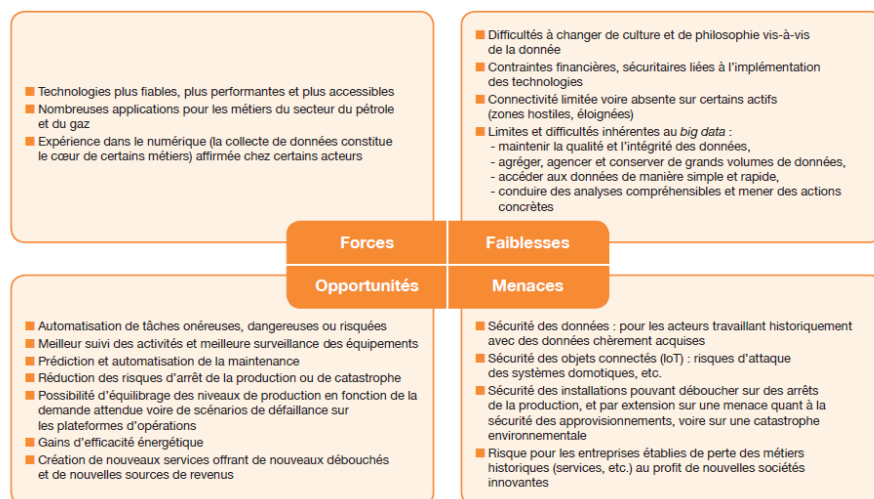 ■ Technologies plus fiables, plus performantes et plus accessibles
■ Nombreuses applications pour les métiers du secteur du pétrole
et du gaz
■ Expérience dans le numérique (la collecte de données constitue
le cœur de certains métiers) affirmée chez certains acteurs
■ Difficultés à changer de culture et de philosophie vis-à-vis
de la donnée
■ Contraintes financières, sécuritaires liées à l'implémentation
des technologies
■ Connectivité limitée voire absente sur certains actifs
(zones hostiles, éloignées)
■ Limites et difficultés inhérentes au big data :
- maintenir la qualité et l'intégrité des données,
- agréger, agencer et conserver de grands volumes de données,
- accéder aux données de manière simple et rapide,
- conduire des analyses compréhensibles et mener des actions
concrètes
Forces
Faiblesses
Opportunités
Menaces
■ Automatisation de tâches onéreuses, dangereuses ou risquées
■ Meilleur suivi des activités et meilleure surveillance des équipements
■ Prédiction et automatisation de la maintenance
■ Réduction des risques d'arrêt de la production ou de catastrophe
■ Possibilité d'équilibrage des niveaux de production en fonction de la
demande attendue voire de scénarios de défaillance sur
les plateformes d'opérations
■ Gains d'efficacité énergétique
■ Création de nouveaux services offrant de nouveaux débouchés
et de nouvelles sources de revenus
■ Sécurité des données : pour les acteurs travaillant historiquement
avec des données chèrement acquises
■ Sécurité des objets connectés (IoT) : risques d'attaque
des systèmes domotiques, etc.
■ Sécurité des installations pouvant déboucher sur des arrêts
de la production, et par extension sur une menace quant à la
sécurité des approvisionnements, voire sur une catastrophe
environnementale
■ Risque pour les entreprises établies de perte des métiers
historiques (services, etc.) au profit de nouvelles sociétés
innovantes